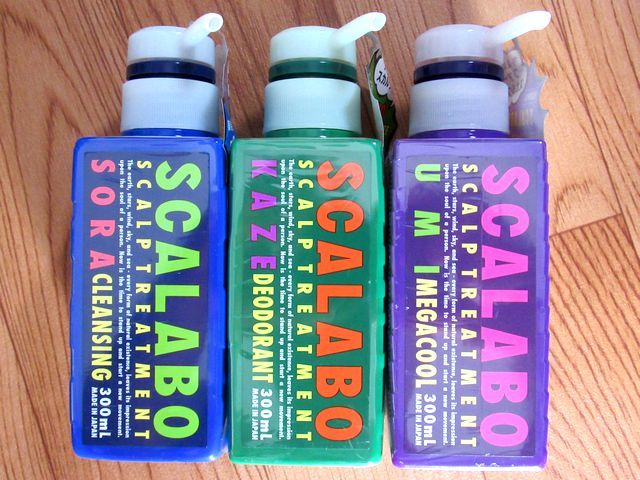 SCALABO
SCALPTREATMENT
The earth, stars, wind, sky, and sea - every form of natural existence, leaves its impression
upon the soul of a person. Now is the time to stand up and start a new movement.
SORA CLEANSING 300mL
MADE IN JAPAN
SCALABO
SCALPTREATMENT
The earth, stars, wind, sky, and sea - every form of natural existence, leaves its impression
upon the soul of a person. Now is the time to stand up and start a new movement.
KAZE DEODORANT 300mL
MADE IN JAPAN
SCALABO
SCALPTREATMENT
The earth, stars, wind, sky, and sea - every form of natural existence, leaves its impression
upon the soul of a person. Now is the time to stand up and start a new movement.
UMI MEGACOOL 300mL
MADE IN JAPAN